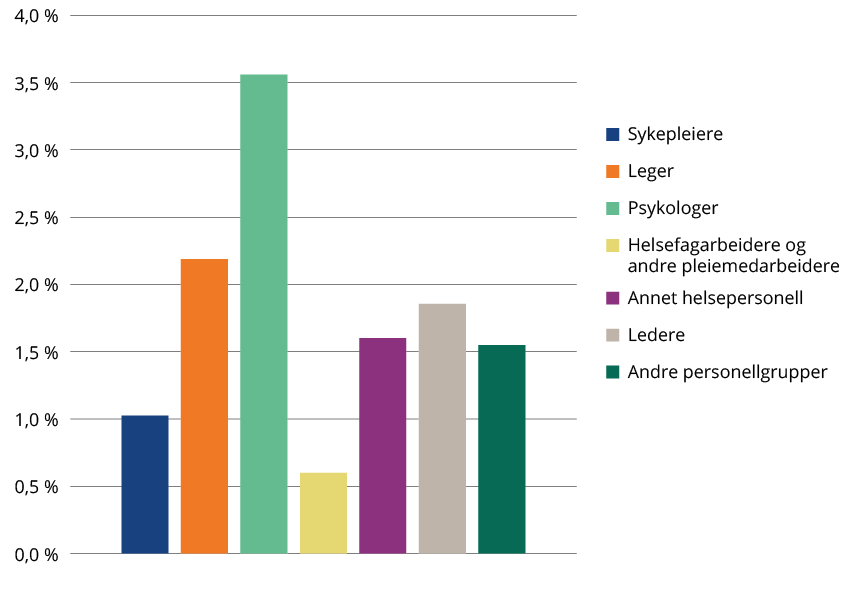 4,0 %
3,5 %
3,0 %
2,5 %
2,0 %
1,5 %
1,0 %
0,5 %
0,0 %
Sykepleiere
Leger
Psykologer
Helsefagarbeidere og
andre pleiemedarbeidere
Annet helsepersonell
Ledere
Andre personellgrupper